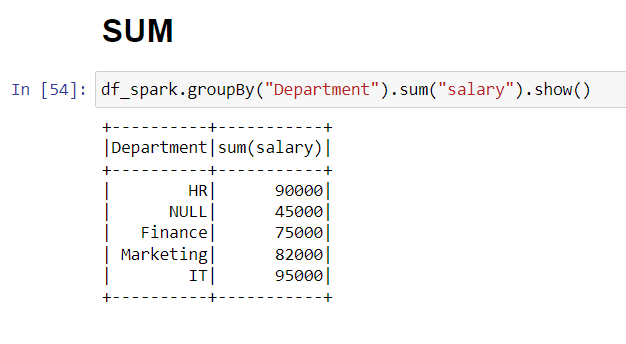 SUM
In [54]: df_spark.groupBy("Department").sum("salary").show()
+----------+-----------+
|Department|sum(salary)|
+----------+-----------+
|        HR|      90000|
|      NULL|      45000|
|   Finance|      75000|
| Marketing|      82000|
|        IT|      95000|
+----------+-----------+